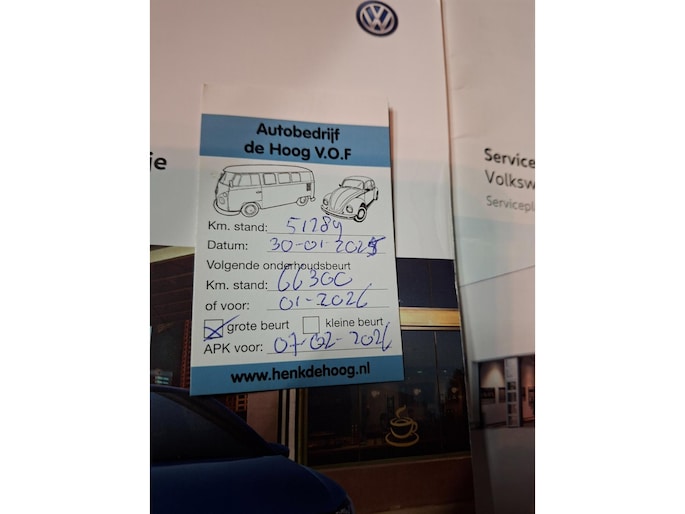 Autobedrijf
de Hoog V.O.F
Km. stand: 51289
Datum: 30-01-2025
Volgende onderhoudsbeurt
Km. stand: 66300
of voor: 01-2026
grote beurt kleine beurt
APK voor: 07-02-2026
www.henkdehoog.nl
je
Service
Volksw
Servicepl